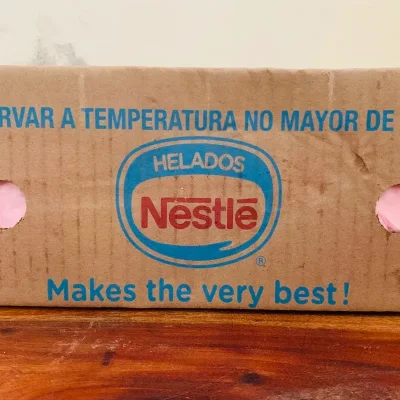 RVAR A TEMPERATURA NO MAYOR DE
HELADOS
Nestlé
®
Makes the very best!